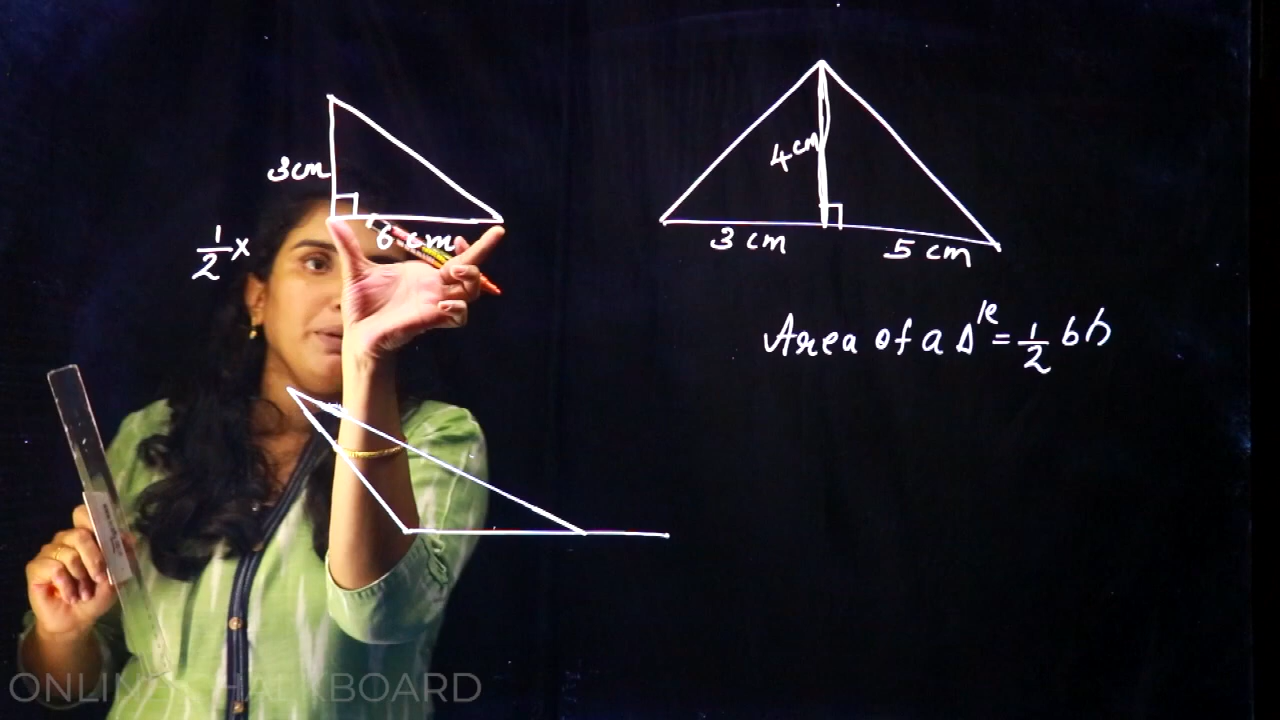 3cm
6 cm
1/2 x
4cm
3 cm
5 cm
Area of a Δle = 1/2 bh
ONLINE CHALKBOARD